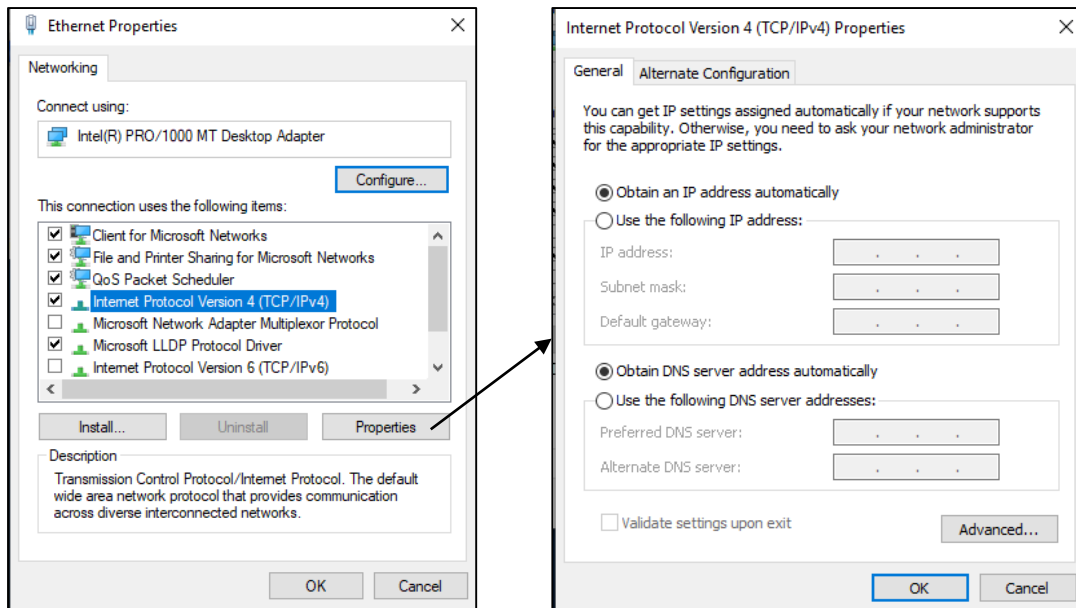 Ethernet Properties
Networking
Connect using:
Intel(R) PRO/1000 MT Desktop Adapter
Configure...
This connection uses the following items:
Client for Microsoft Networks
File and Printer Sharing for Microsoft Networks
QoS Packet Scheduler
Internet Protocol Version 4 (TCP/IPv4)
Microsoft Network Adapter Multiplexor Protocol
Microsoft LLDP Protocol Driver
Internet Protocol Version 6 (TCP/IPv6)
Install...
Uninstall
Properties
Description
Transmission Control Protocol/Internet Protocol. The default
wide area network protocol that provides communication
across diverse interconnected networks.
OK
Cancel
Internet Protocol Version 4 (TCP/IPv4) Properties
General
Alternate Configuration
You can get IP settings assigned automatically if your network supports
this capability. Otherwise, you need to ask your network administrator
for the appropriate IP settings.
Obtain an IP address automatically
Use the following IP address:
IP address:
Subnet mask:
Default gateway:
Obtain DNS server address automatically
Use the following DNS server addresses:
Preferred DNS server:
Alternate DNS server:
Validate settings upon exit
Advanced...
OK
Cancel